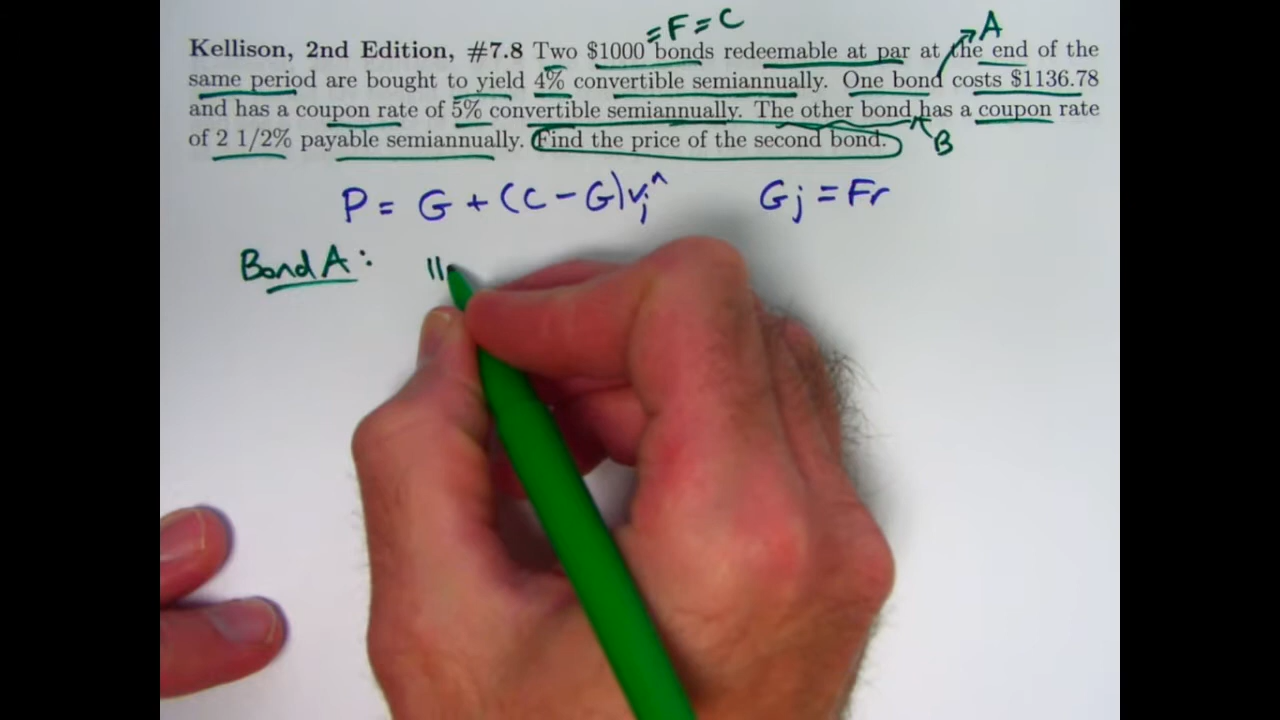 = F = C
A
Kellison, 2nd Edition, #7.8 Two $1000 bonds redeemable at par at the end of the
same period are bought to yield 4% convertible semiannually. One bond costs $1136.78
and has a coupon rate of 5% convertible semiannually. The other bond has a coupon rate
of 2 1/2% payable semiannually. Find the price of the second bond.
B
P = G + (C - G)v_j^n Gj = Fr
Bond A: 11